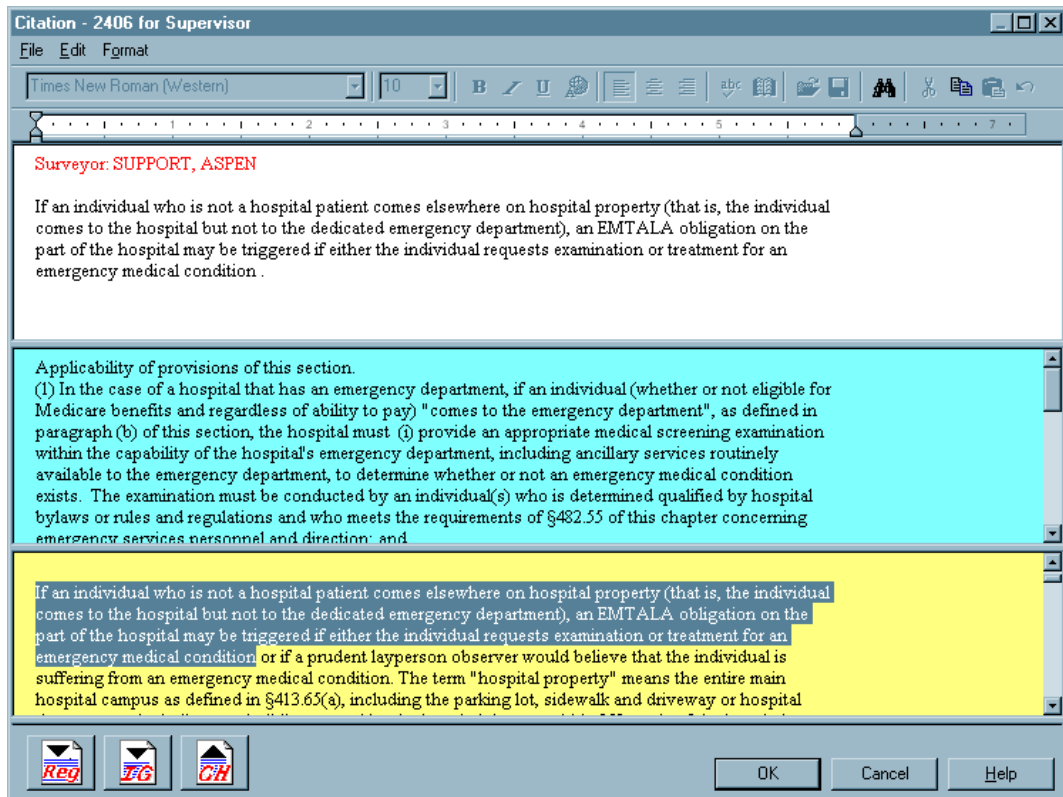 Citation - 2406 for Supervisor
File Edit Format
Times New Roman (Western) 10 B I U abc
1 2 3 4 5 7
Surveyor: SUPPORT, ASPEN
If an individual who is not a hospital patient comes elsewhere on hospital property (that is, the individual
comes to the hospital but not to the dedicated emergency department), an EMTALA obligation on the
part of the hospital may be triggered if either the individual requests examination or treatment for an
emergency medical condition .
Applicability of provisions of this section.
(1) In the case of a hospital that has an emergency department, if an individual (whether or not eligible for
Medicare benefits and regardless of ability to pay) "comes to the emergency department", as defined in
paragraph (b) of this section, the hospital must (i) provide an appropriate medical screening examination
within the capability of the hospital's emergency department, including ancillary services routinely
available to the emergency department, to determine whether or not an emergency medical condition
exists. The examination must be conducted by an individual(s) who is determined qualified by hospital
bylaws or rules and regulations and who meets the requirements of §482.55 of this chapter concerning
emergency services personnel and direction; and
If an individual who is not a hospital patient comes elsewhere on hospital property (that is, the individual
comes to the hospital but not to the dedicated emergency department), an EMTALA obligation on the
part of the hospital may be triggered if either the individual requests examination or treatment for an
emergency medical condition or if a prudent layperson observer would believe that the individual is
suffering from an emergency medical condition. The term "hospital property" means the entire main
hospital campus as defined in §413.65(a), including the parking lot, sidewalk and driveway or hospital
Reg IG CH OK Cancel Help